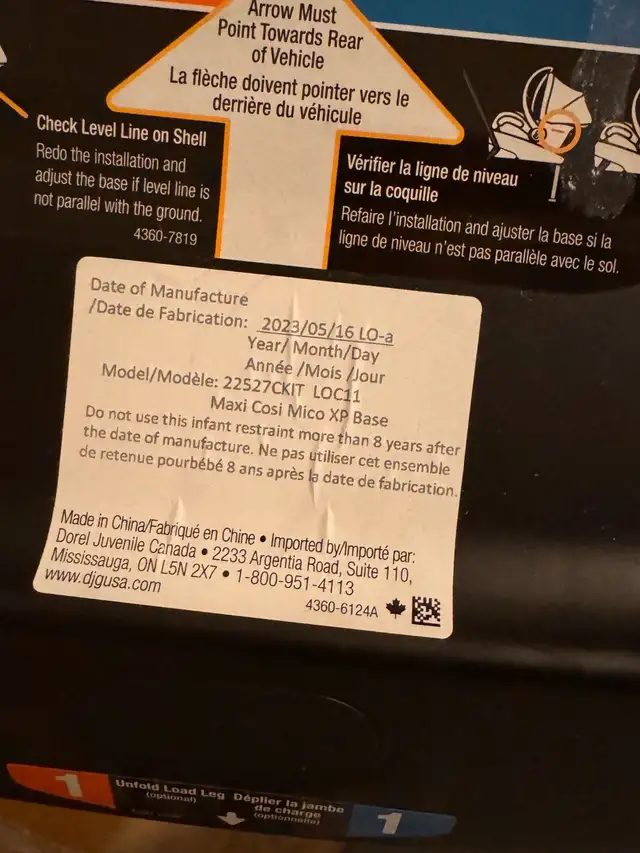 Arrow Must
Point Towards Rear
of Vehicle
La flèche doivent pointer vers le
derrière du véhicule
Check Level Line on Shell
Redo the installation and
adjust the base if level line is
not parallel with the ground.
4360-7819
Vérifier la ligne de niveau
sur la coquille
Refaire l'installation and ajuster la base si la
ligne de niveau n'est pas parallèle avec le sol.
Date of Manufacture
/Date de Fabrication: 2023/05/16 LO-a
Year/ Month/Day
Année /Mois /Jour
Model/Modèle: 22527CKIT LOC11
Maxi Cosi Mico XP Base
Do not use this infant restraint more than 8 years after
the date of manufacture. Ne pas utiliser cet ensemble
de retenue pourbébé 8 ans après la date de fabrication.
Made in China/Fabriqué en Chine • Imported by/Importé par:
Dorel Juvenile Canada • 2233 Argentia Road, Suite 110,
Mississauga, ON L5N 2X7 • 1-800-951-4113
www.djgusa.com
4360-6124A
1
Unfold Load Leg
(optional)
Déplier la jambe
de charge
(optionnelle)
1